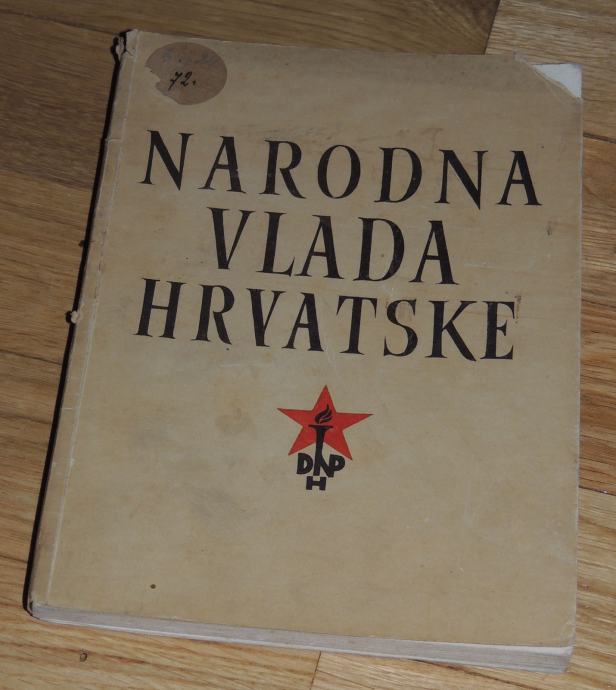 72.
NARODNA
VLADA
HRVATSKE
DNP
H